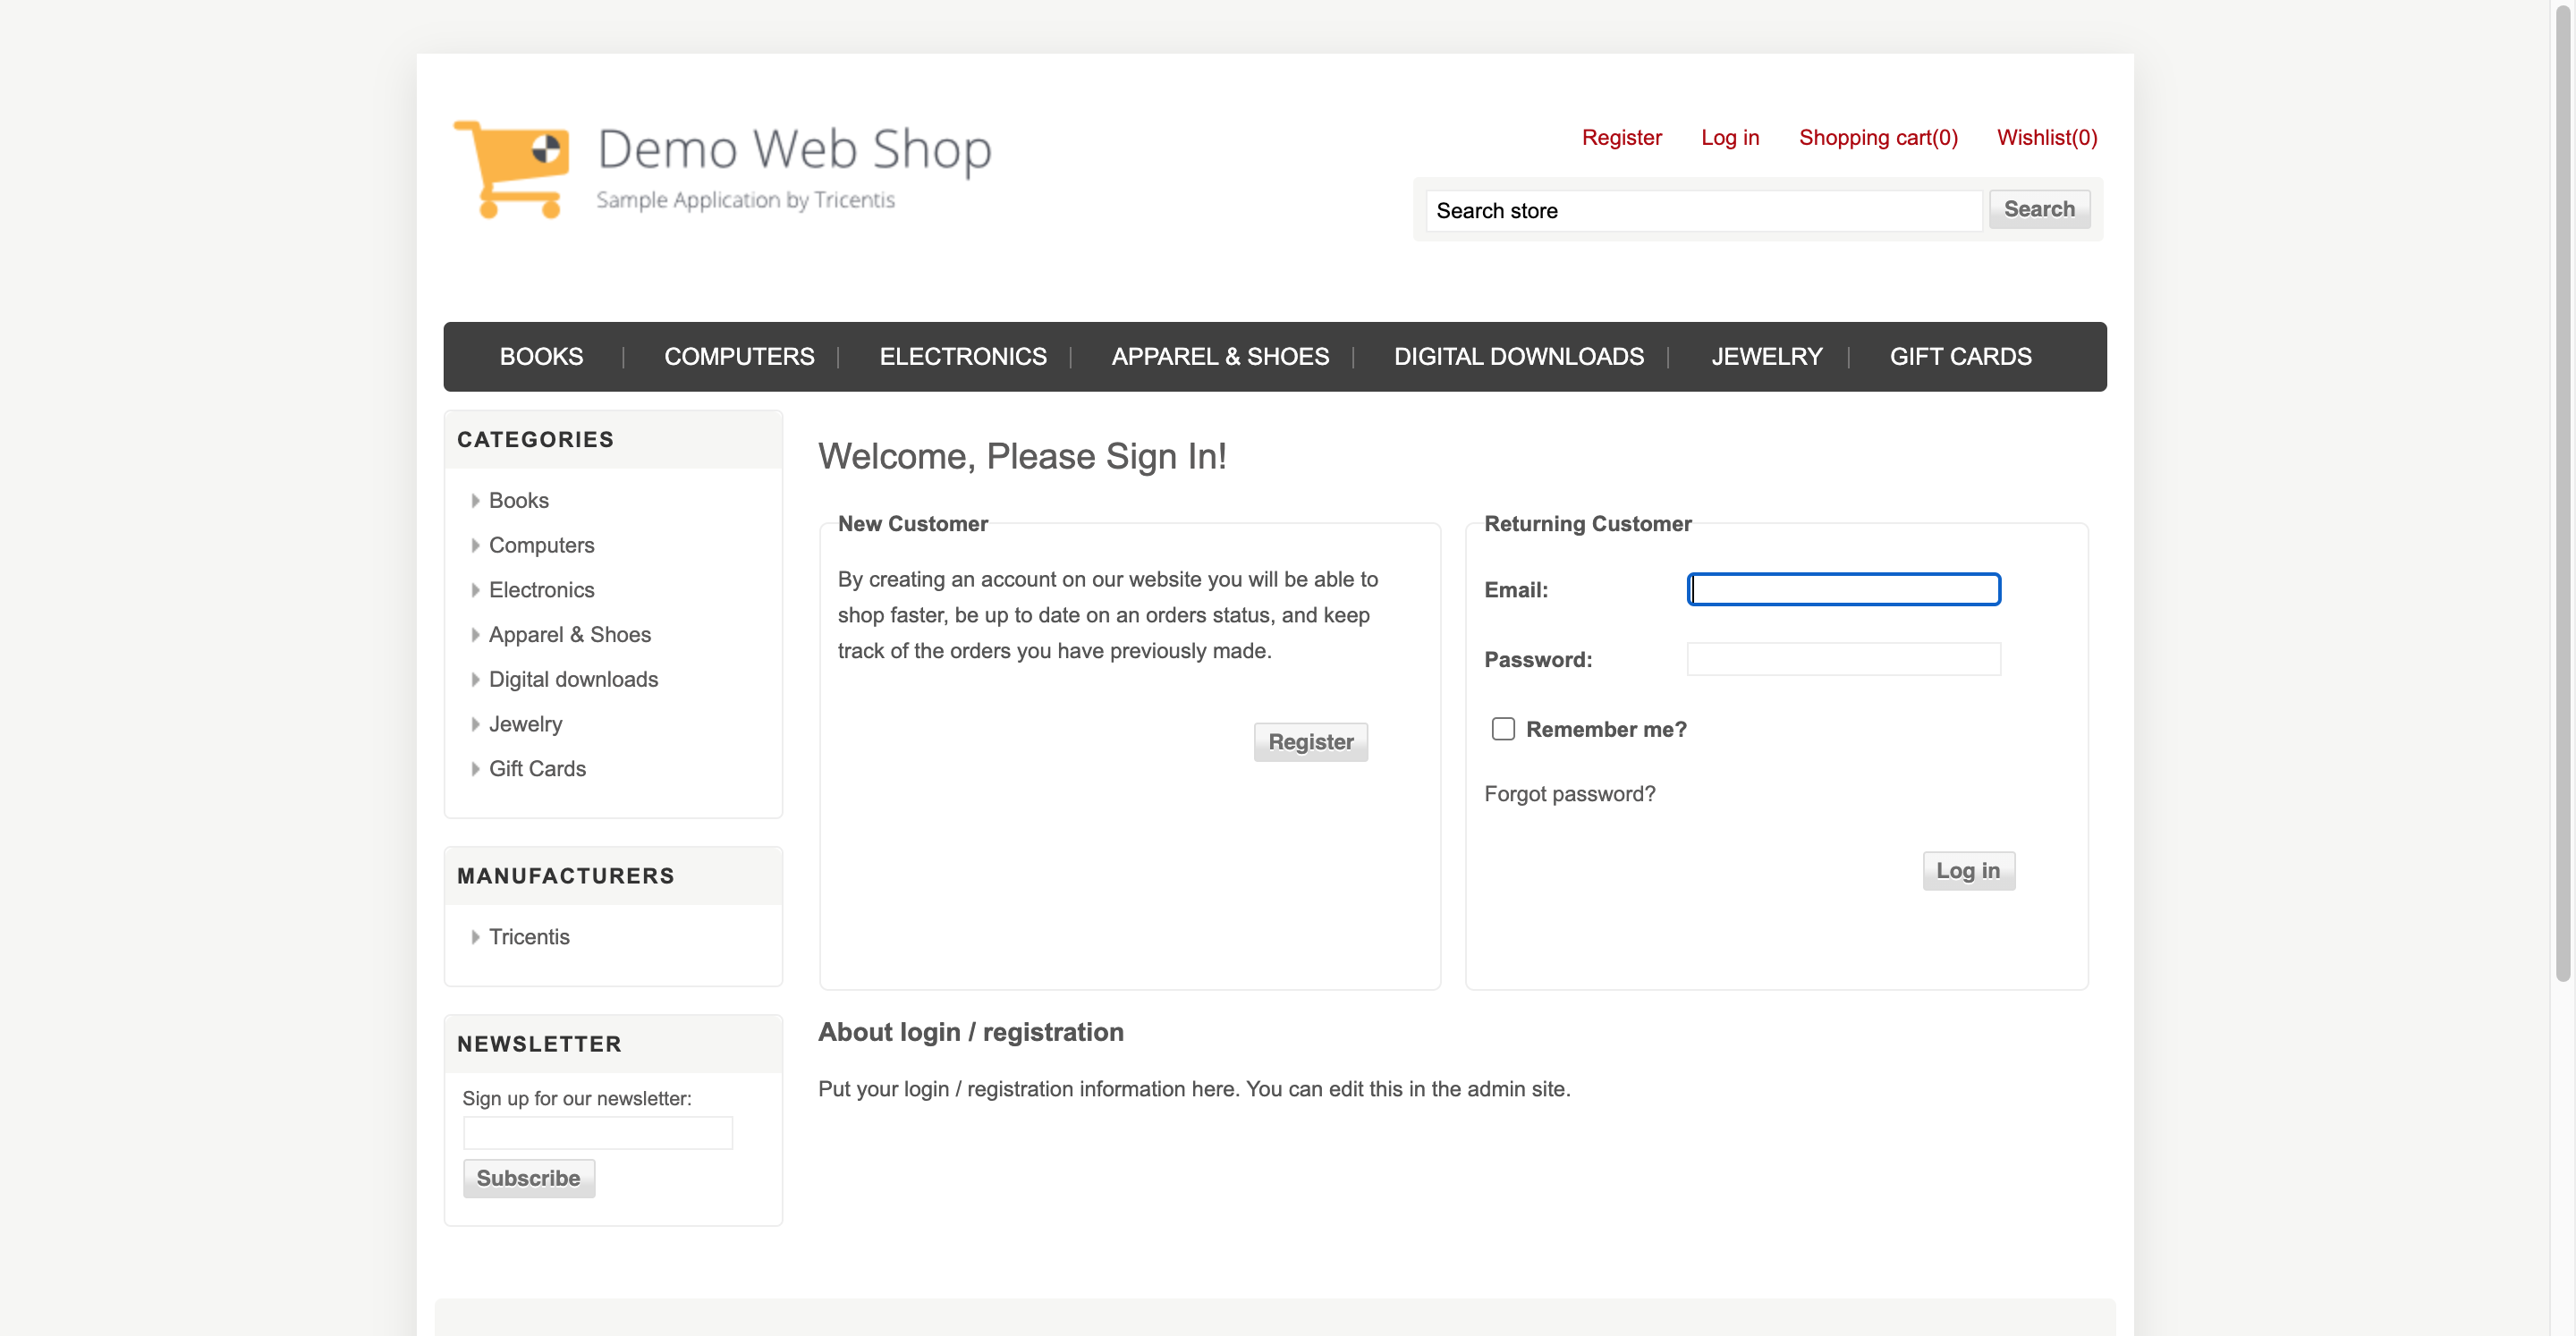 Demo Web Shop
Sample Application by Tricentis
Register Log in Shopping cart(0) Wishlist(0)
Search store Search
BOOKS COMPUTERS ELECTRONICS APPAREL & SHOES DIGITAL DOWNLOADS JEWELRY GIFT CARDS
CATEGORIES
Books
Computers
Electronics
Apparel & Shoes
Digital downloads
Jewelry
Gift Cards
MANUFACTURERS
Tricentis
NEWSLETTER
Sign up for our newsletter:
Subscribe
Welcome, Please Sign In!
New Customer
By creating an account on our website you will be able to
shop faster, be up to date on an orders status, and keep
track of the orders you have previously made.
Register
Returning Customer
Email:
Password:
Remember me?
Forgot password?
Log in
About login / registration
Put your login / registration information here. You can edit this in the admin site.